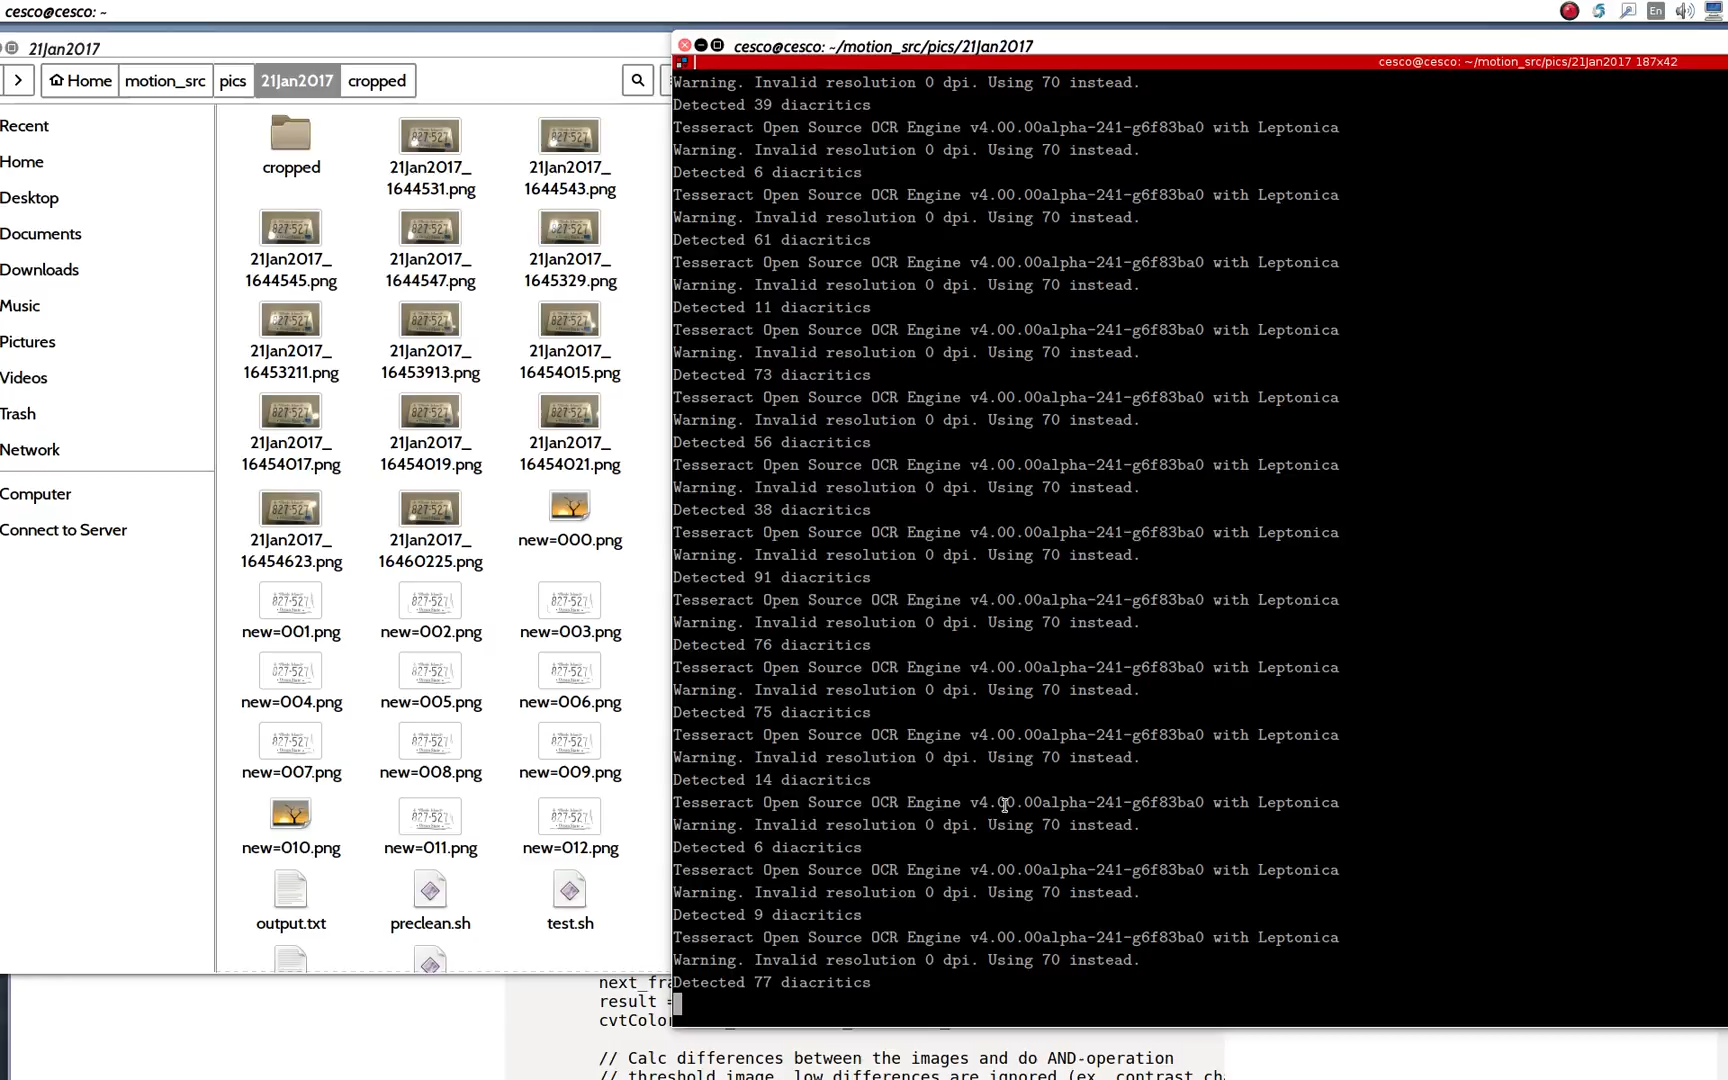 cesco@cesco: ~
En
21Jan2017
Home
motion_src
pics
21Jan2017
cropped
Recent
Home
Desktop
Documents
Downloads
Music
Pictures
Videos
Trash
Network
Computer
Connect to Server
cropped
21Jan2017_
1644531.png
21Jan2017_
1644543.png
21Jan2017_
1644545.png
21Jan2017_
1644547.png
21Jan2017_
1645329.png
21Jan2017_
16453211.png
21Jan2017_
16453913.png
21Jan2017_
16454015.png
21Jan2017_
16454017.png
21Jan2017_
16454019.png
21Jan2017_
16454021.png
21Jan2017_
16454623.png
21Jan2017_
16460225.png
new=000.png
new=001.png
new=002.png
new=003.png
new=004.png
new=005.png
new=006.png
new=007.png
new=008.png
new=009.png
new=010.png
new=011.png
new=012.png
output.txt
preclean.sh
test.sh
cesco@cesco: ~/motion_src/pics/21Jan2017
cesco@cesco: ~/motion_src/pics/21Jan2017 187x42
Warning. Invalid resolution 0 dpi. Using 70 instead.
Detected 39 diacritics
Tesseract Open Source OCR Engine v4.00.00alpha-241-g6f83ba0 with Leptonica
Warning. Invalid resolution 0 dpi. Using 70 instead.
Detected 6 diacritics
Tesseract Open Source OCR Engine v4.00.00alpha-241-g6f83ba0 with Leptonica
Warning. Invalid resolution 0 dpi. Using 70 instead.
Detected 61 diacritics
Tesseract Open Source OCR Engine v4.00.00alpha-241-g6f83ba0 with Leptonica
Warning. Invalid resolution 0 dpi. Using 70 instead.
Detected 11 diacritics
Tesseract Open Source OCR Engine v4.00.00alpha-241-g6f83ba0 with Leptonica
Warning. Invalid resolution 0 dpi. Using 70 instead.
Detected 73 diacritics
Tesseract Open Source OCR Engine v4.00.00alpha-241-g6f83ba0 with Leptonica
Warning. Invalid resolution 0 dpi. Using 70 instead.
Detected 56 diacritics
Tesseract Open Source OCR Engine v4.00.00alpha-241-g6f83ba0 with Leptonica
Warning. Invalid resolution 0 dpi. Using 70 instead.
Detected 38 diacritics
Tesseract Open Source OCR Engine v4.00.00alpha-241-g6f83ba0 with Leptonica
Warning. Invalid resolution 0 dpi. Using 70 instead.
Detected 91 diacritics
Tesseract Open Source OCR Engine v4.00.00alpha-241-g6f83ba0 with Leptonica
Warning. Invalid resolution 0 dpi. Using 70 instead.
Detected 76 diacritics
Tesseract Open Source OCR Engine v4.00.00alpha-241-g6f83ba0 with Leptonica
Warning. Invalid resolution 0 dpi. Using 70 instead.
Detected 75 diacritics
Tesseract Open Source OCR Engine v4.00.00alpha-241-g6f83ba0 with Leptonica
Warning. Invalid resolution 0 dpi. Using 70 instead.
Detected 14 diacritics
Tesseract Open Source OCR Engine v4.00.00alpha-241-g6f83ba0 with Leptonica
Warning. Invalid resolution 0 dpi. Using 70 instead.
Detected 6 diacritics
Tesseract Open Source OCR Engine v4.00.00alpha-241-g6f83ba0 with Leptonica
Warning. Invalid resolution 0 dpi. Using 70 instead.
Detected 9 diacritics
Tesseract Open Source OCR Engine v4.00.00alpha-241-g6f83ba0 with Leptonica
Warning. Invalid resolution 0 dpi. Using 70 instead.
Detected 77 diacritics
next_fra
result =
cvtColo
// Calc differences between the images and do AND-operation
// threshold image, low differences are ignored (ex. contrast cha